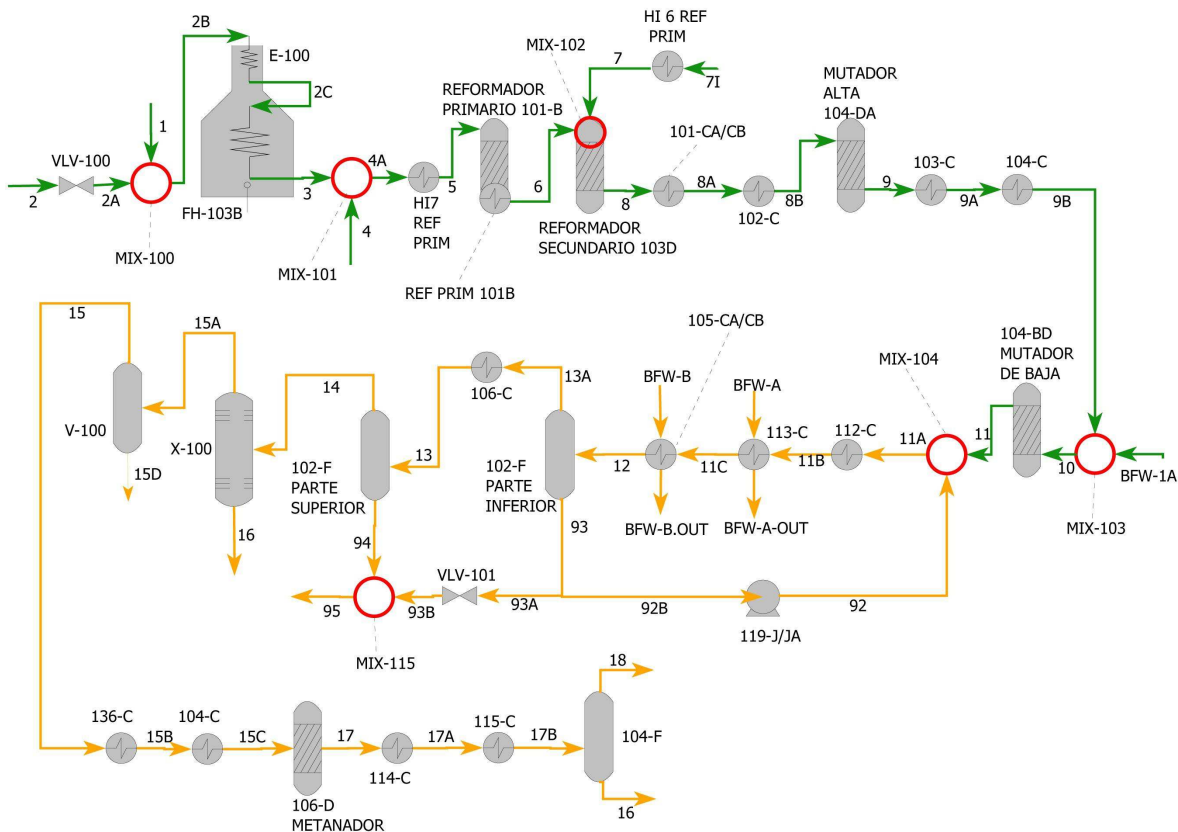 2B
E-100
2C
1
VLV-100
2
2A
MIX-100
FH-103B
3
4A
4
MIX-101
HI7
REF
PRIM
5
REFORMADOR
PRIMARIO 101-B
6
REF PRIM 101B
MIX-102
7
HI 6 REF
PRIM
7I
REFORMADOR
SECUNDARIO 103D
8
101-CA/CB
8A
102-C
8B
MUTADOR
ALTA
104-DA
9
103-C
9A
104-C
9B
15
15A
V-100
15D
X-100
16
14
102-F
PARTE
SUPERIOR
13
106-C
13A
102-F
PARTE
INFERIOR
94
93
95
MIX-115
93B
VLV-101
93A
92B
119-J/JA
92
12
BFW-B
105-CA/CB
BFW-B.OUT
11C
BFW-A
113-C
BFW-A-OUT
11B
112-C
11A
MIX-104
11
104-BD
MUTADOR
DE BAJA
10
BFW-1A
MIX-103
136-C
15B
104-C
15C
106-D
METANADOR
17
114-C
17A
115-C
17B
18
104-F
16